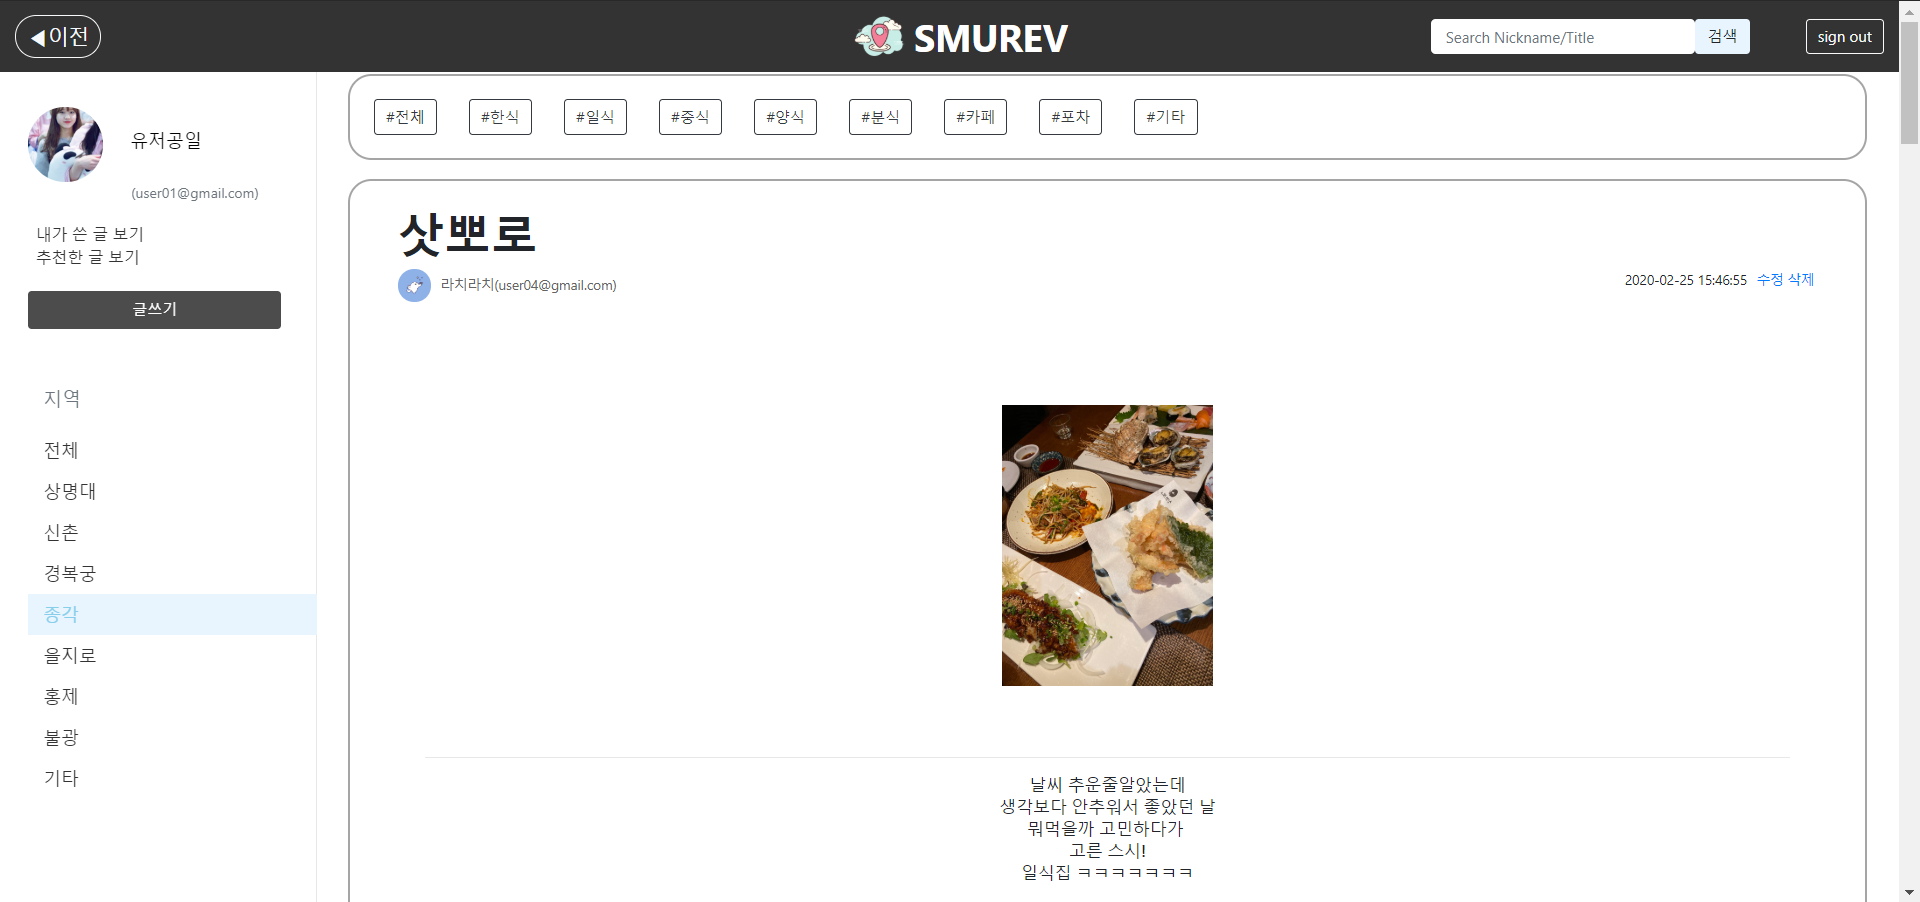 ◀이전
SMUREV
Search Nickname/Title
검색
sign out
유저공일
(user01@gmail.com)
내가 쓴 글 보기
추천한 글 보기
글쓰기
지역
전체
상명대
신촌
경복궁
종각
을지로
홍제
불광
기타
#전체 #한식 #일식 #중식 #양식 #분식 #카페 #포차 #기타
삿뽀로
라치라치(user04@gmail.com)
2020-02-25 15:46:55 수정 삭제
날씨 추운줄알았는데
생각보다 안추워서 좋았던 날
뭐먹을까 고민하다가
고른 스시!
일식집 ㅋㅋㅋㅋㅋㅋㅋ